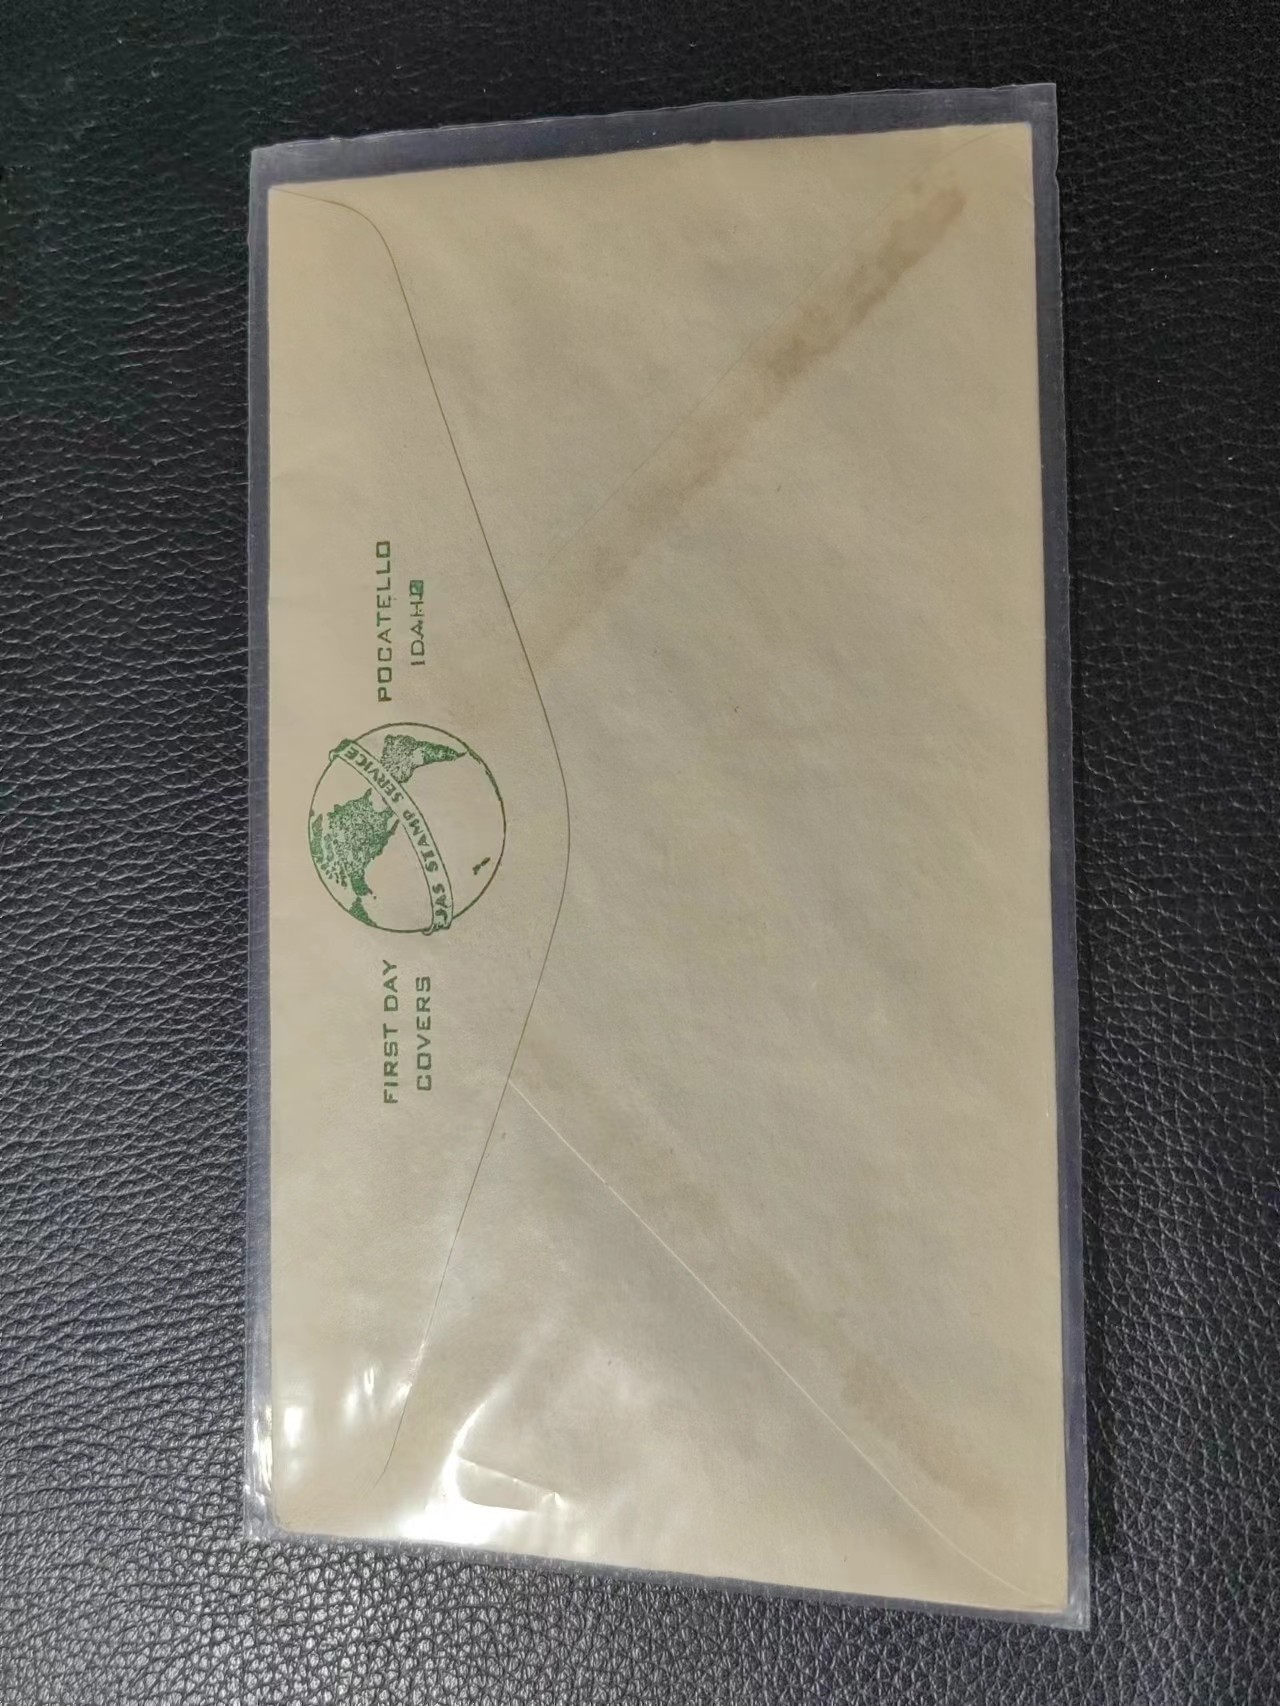 FIRST DAY
COVERS
JAS STAMP SERVICE
POCATELLO
IDAHO